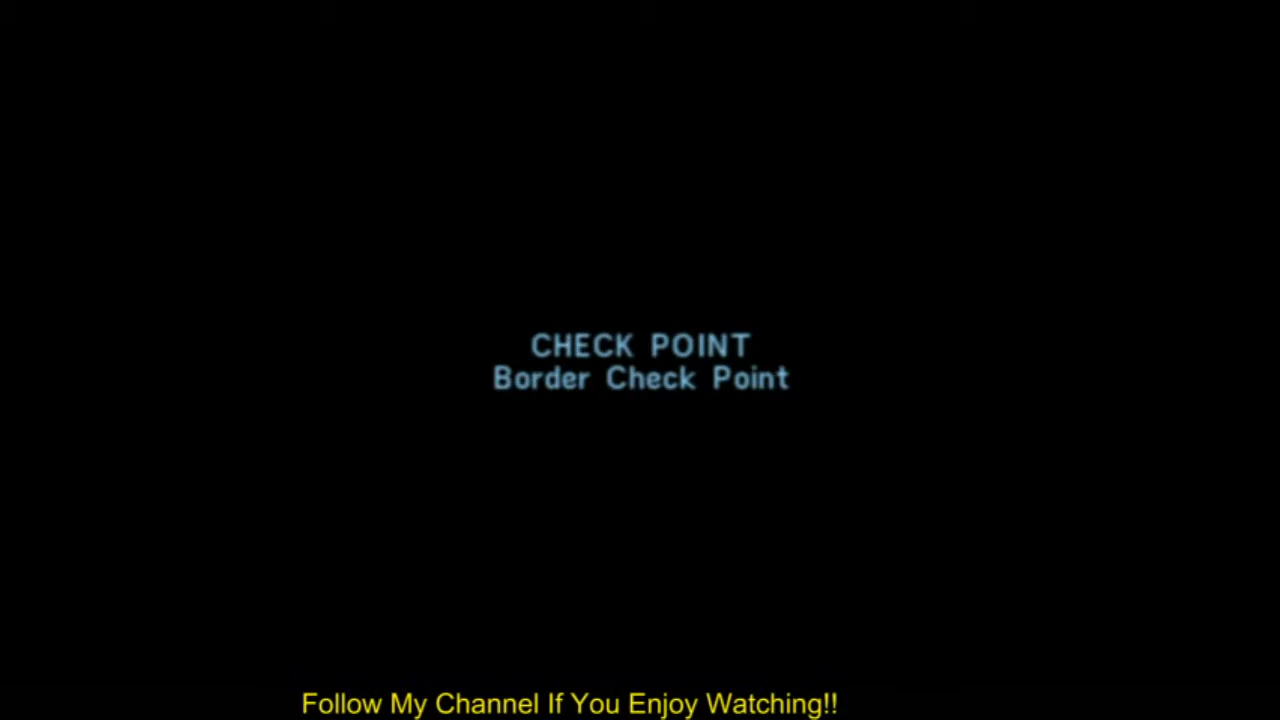 CHECK POINT
Border Check Point
Follow My Channel If You Enjoy Watching!!